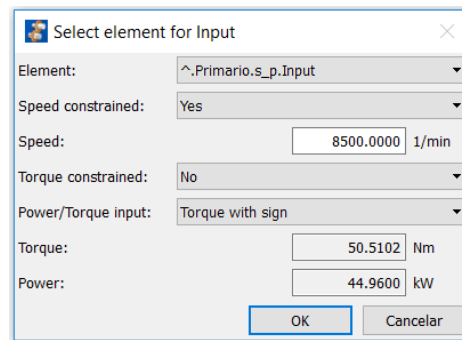 Select element for Input
Element: ^.Primario.s_p.Input
Speed constrained: Yes
Speed: 8500.0000 1/min
Torque constrained: No
Power/Torque input: Torque with sign
Torque: 50.5102 Nm
Power: 44.9600 kW
OK Cancelar